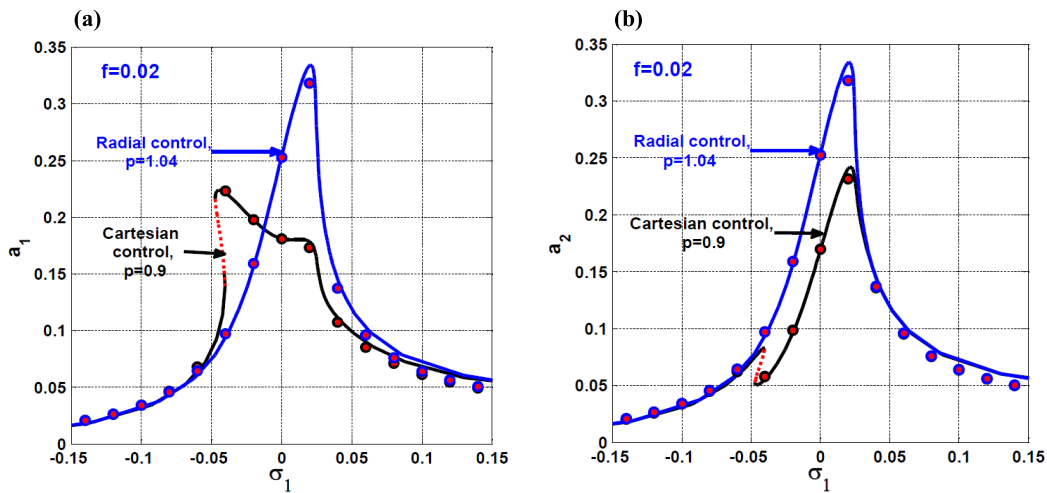 (a)
0.35
0.3
0.25
0.2
0.15
0.1
0.05
0
a1
f=0.02
Radial control,
p=1.04
Cartesian
control,
p=0.9
-0.15
-0.1
-0.05
0
0.05
0.10
0.15
σ1
(b)
0.35
0.3
0.25
0.2
0.15
0.1
0.05
0
a2
f=0.02
Radial control,
p=1.04
Cartesian control,
p=0.9
-0.15
-0.1
-0.05
0
0.05
0.10
0.15
σ1